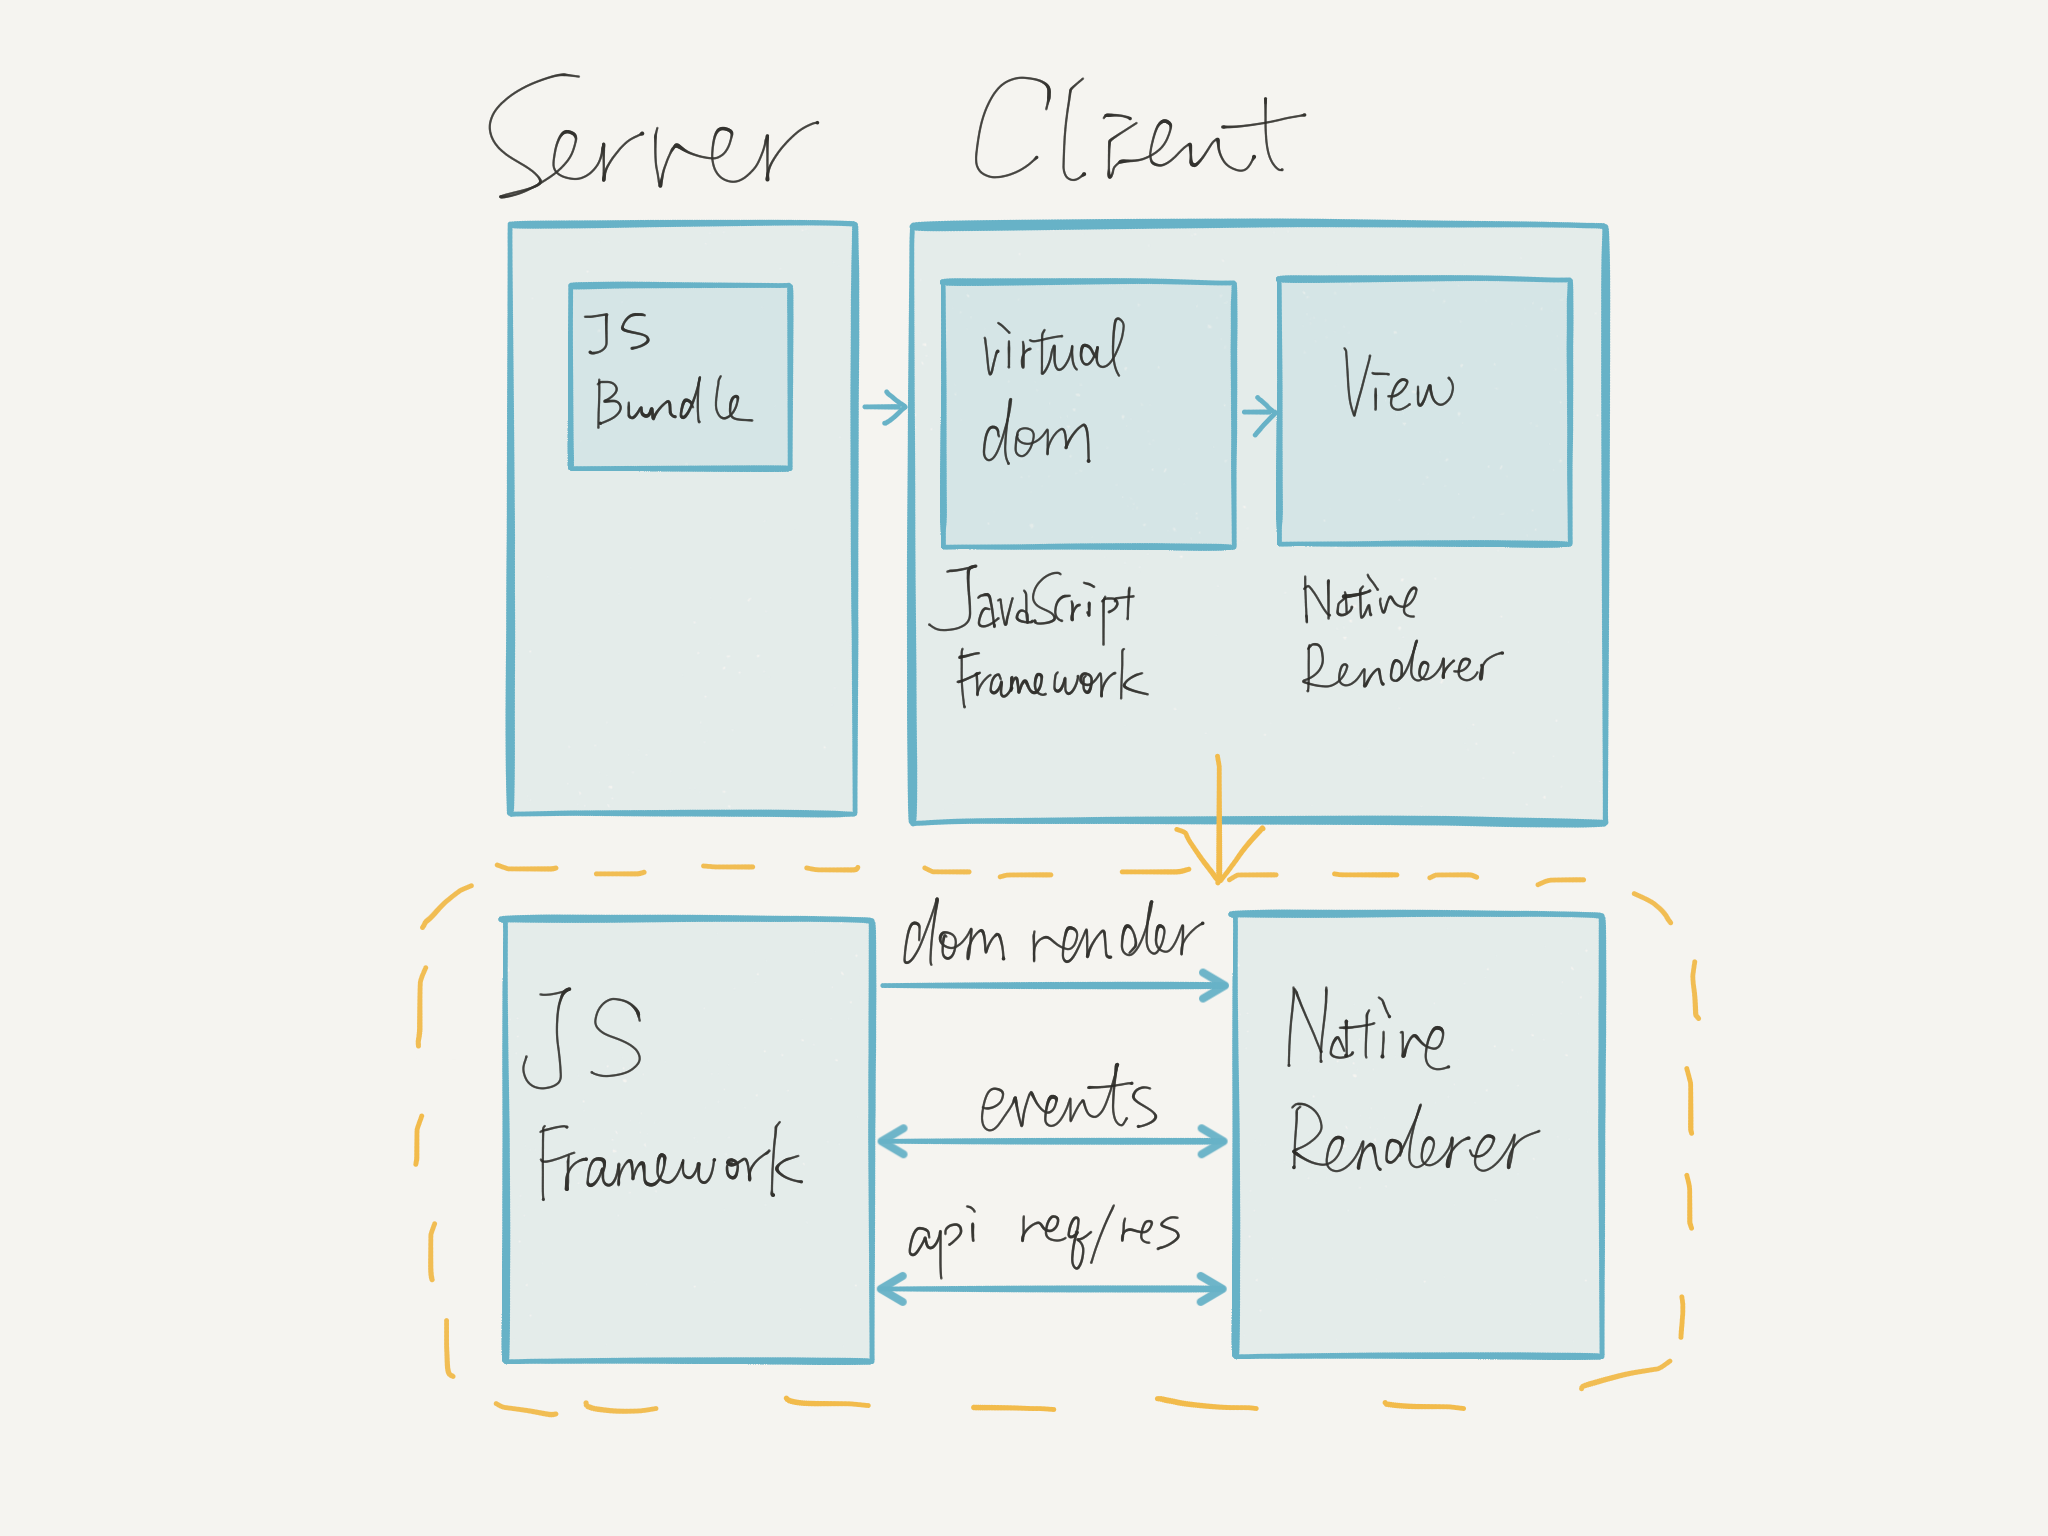 Server
Client
JS
Bundle
virtual
dom
View
JavaScript
Framework
Native
Renderer
JS
Framework
dom render
events
api req/res
Native
Renderer